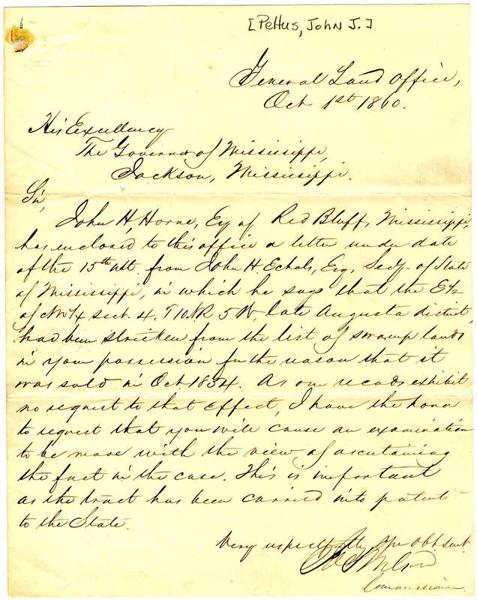 6
[Pettus, John J.]
General Land Office,
Oct 1st 1860.
His Excellency
The Governor of Mississippi,
Jackson, Mississippi.
Sir,
John H. Horne, Esq of Red Bluff, Mississippi,
has enclosed to this office a letter under date
of the 15th ult. from John H Echols, Esq, Secy. of State
of Mississippi, in which he says that the E½
of NW¼ sect. 4. T10. R 5 W late Augusta district,
had been stricken from the list of swamp lands
in your possession for the reason that it
was sold in Oct 1834. As our records exhibit
no request to that effect, I have the honor
to request that you will cause an examination
to be made with the view of ascertaining
the fact in the case. This is important
as the tract has been carried into patent
to the State.
Very respectfully Your Obt Servt
Wilson
Commissioner